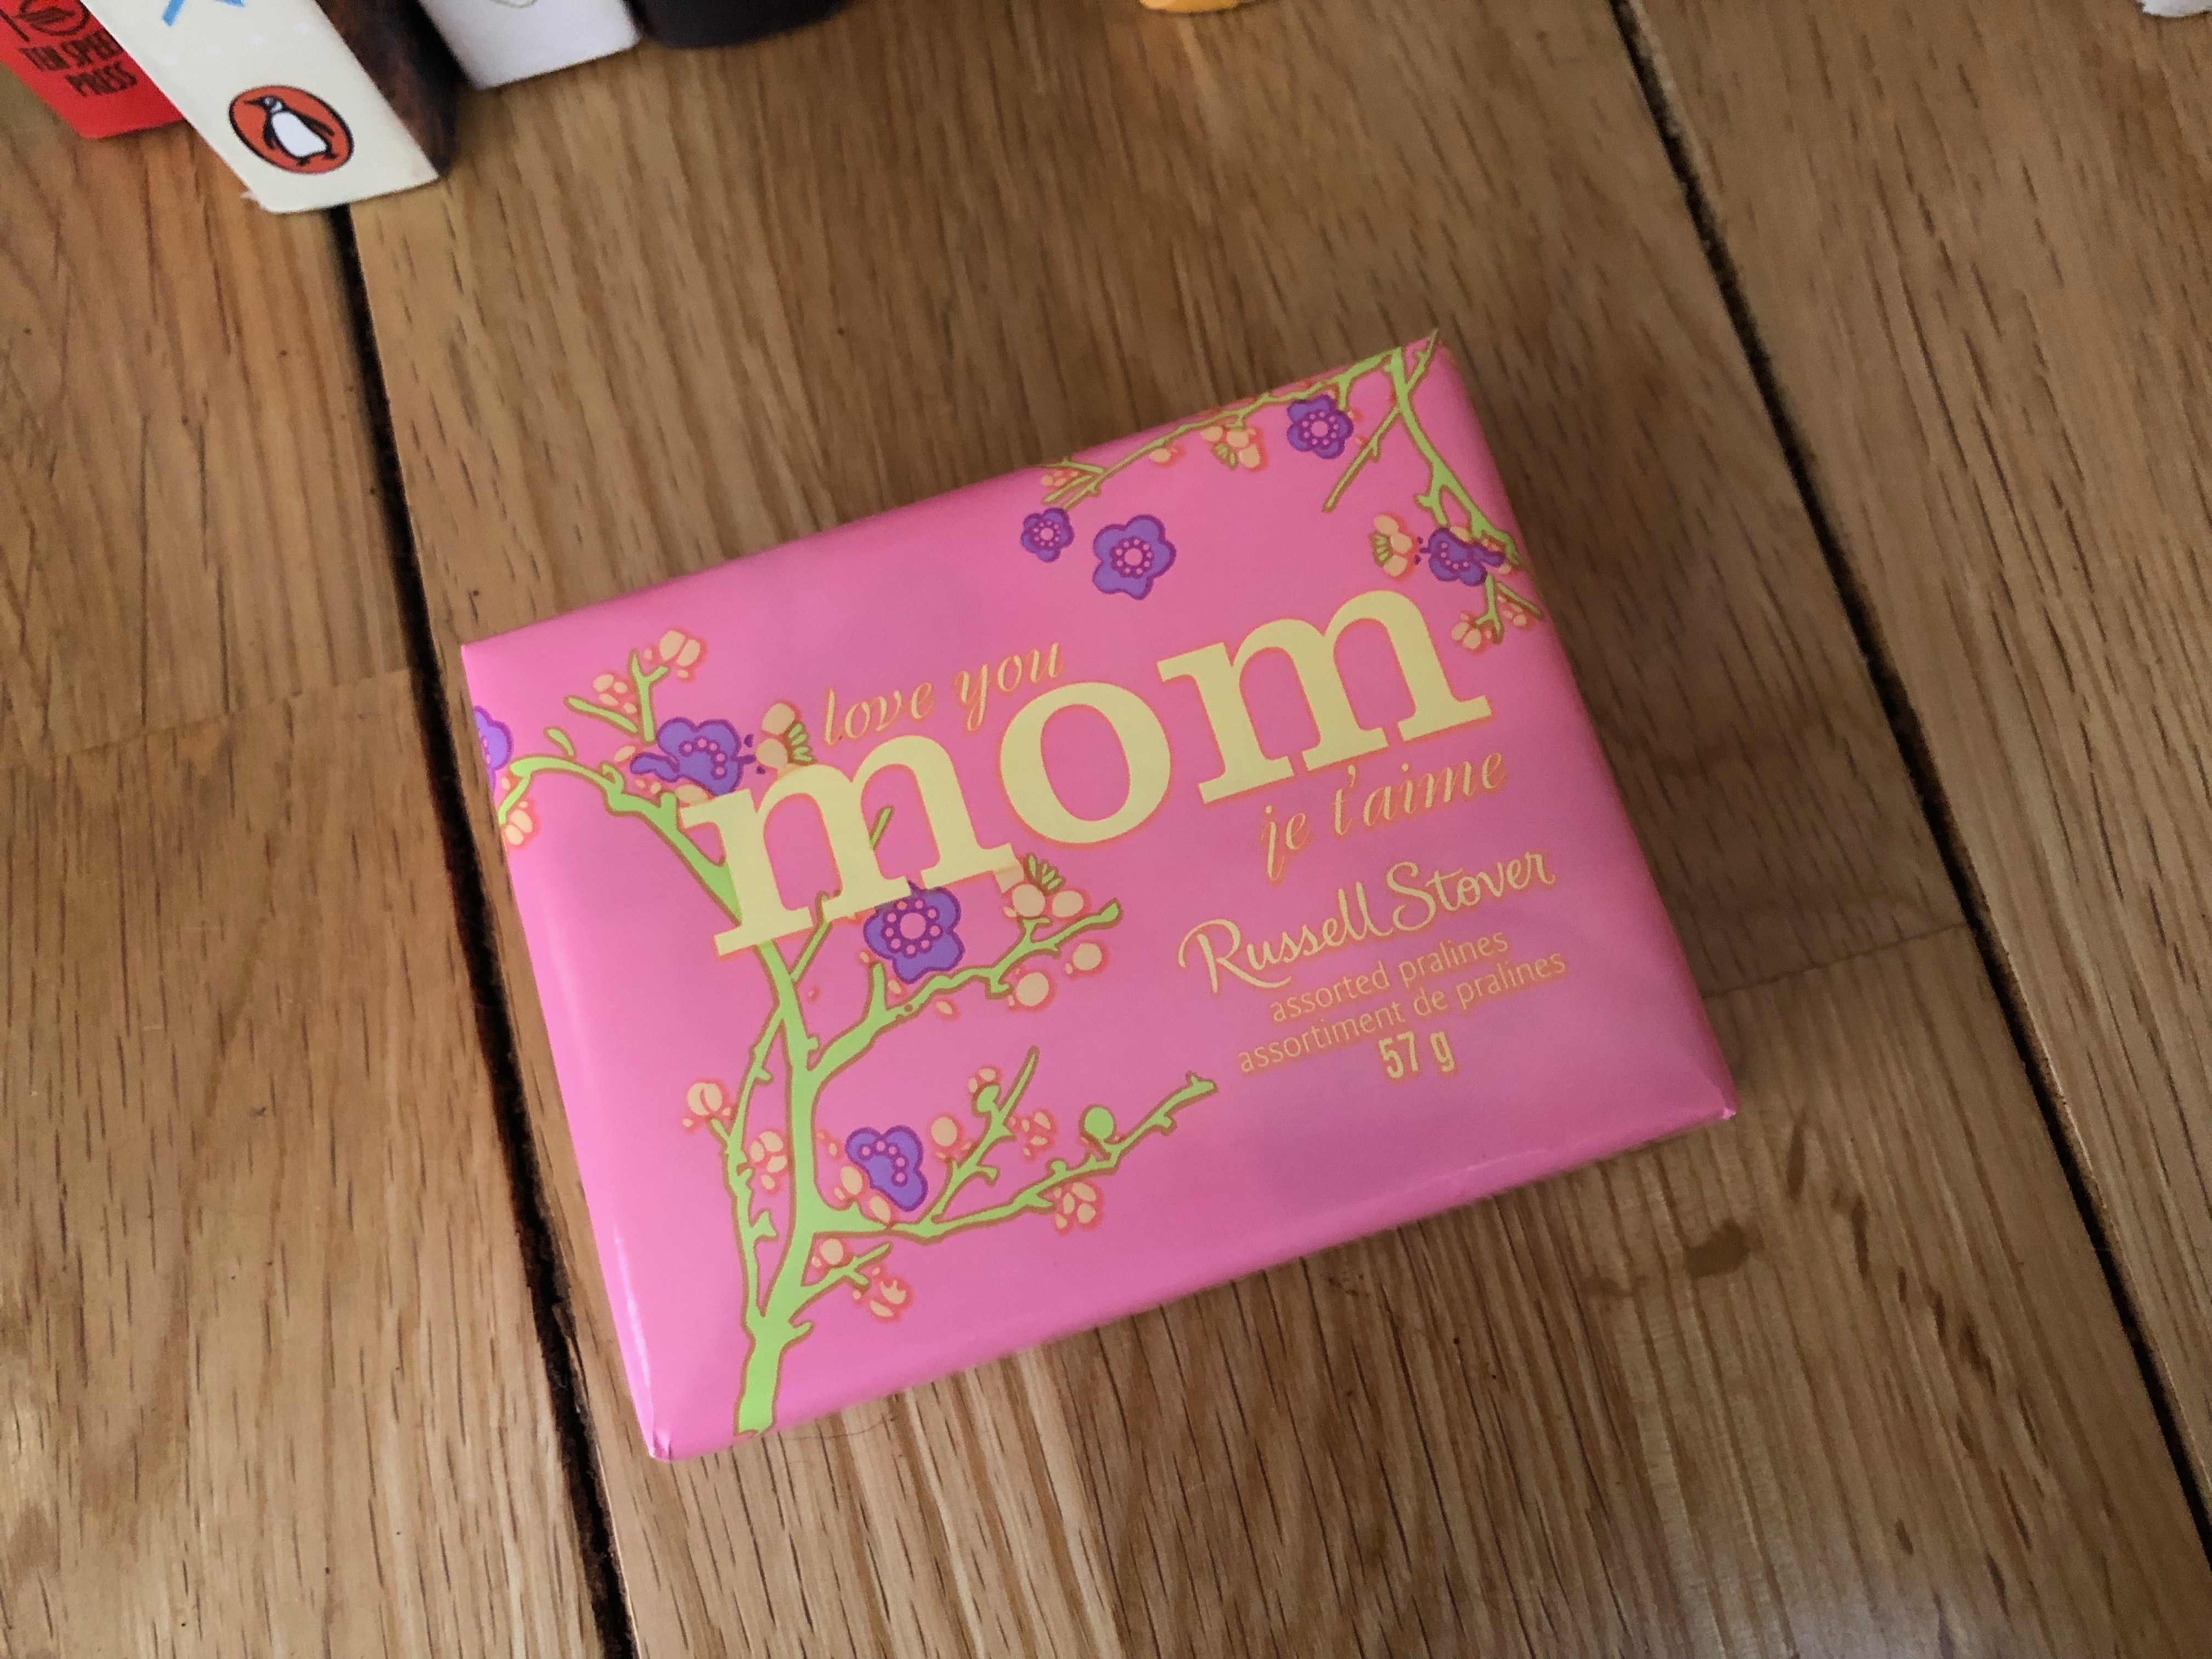 TEN SPEED
PRESS
love you
mom
je t'aime
Russell Stover
assorted pralines
assortiment de pralines
57 g